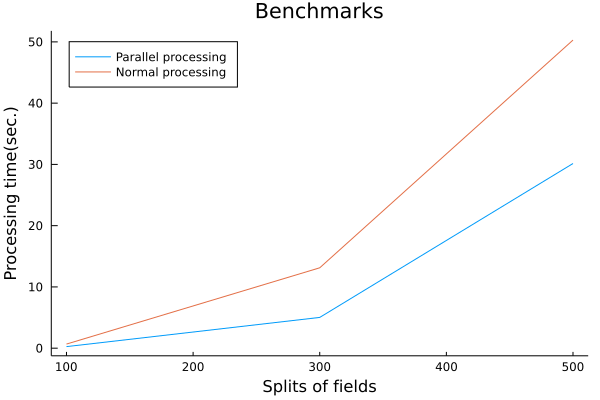 Benchmarks
Parallel processing
Normal processing
Processing time(sec.)
50
40
30
20
10
0
100 200 300 400 500
Splits of fields